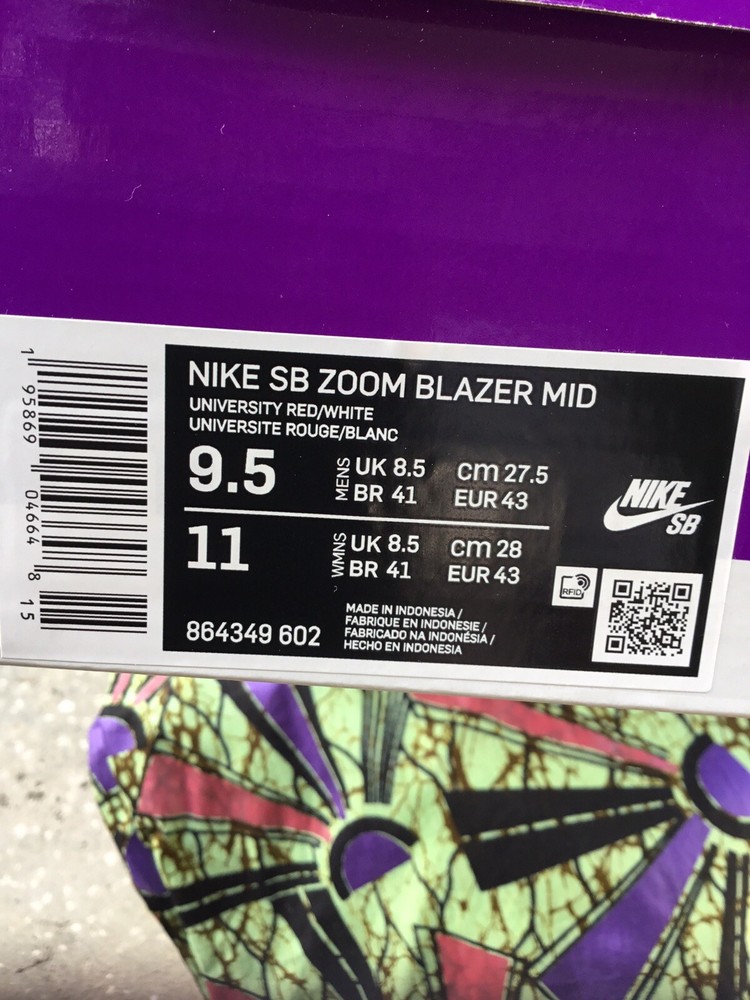 NIKE SB ZOOM BLAZER MID
UNIVERSITY RED/WHITE
UNIVERSITE ROUGE/BLANC
9.5
MENS
UK 8.5 cm 27.5
BR 41 EUR 43
11
WMNS
UK 8.5 cm 28
BR 41 EUR 43
864349 602
MADE IN INDONESIA /
FABRIQUE EN INDONESIE /
FABRICADO NA INDONÉSIA /
HECHO EN INDONESIA
NIKE
SB
RFID
1 95869 04664 8 15